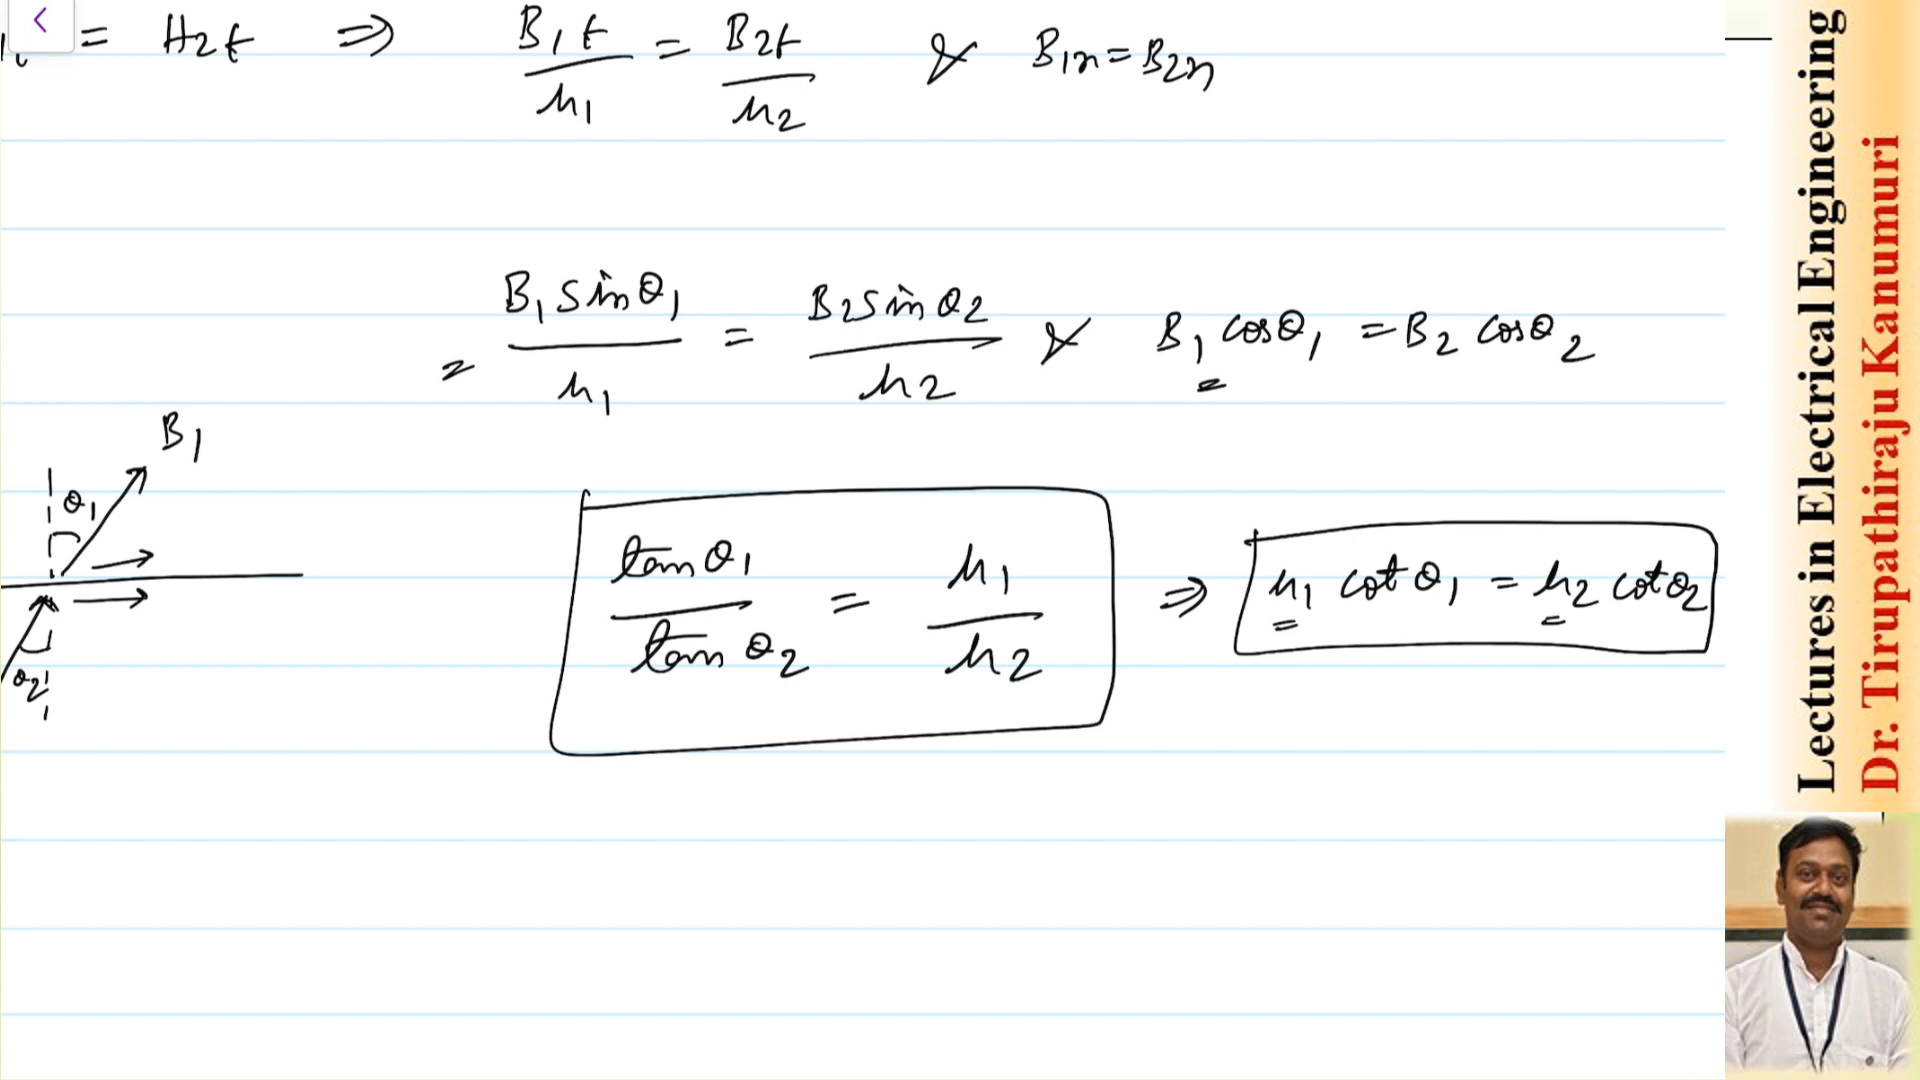 = H2t ⇒ B1t/μ1 = B2t/μ2 & B1n = B2n
= B1 sinθ1/μ1 = B2 sinθ2/μ2 & B1 cosθ1 = B2 cosθ2
B1
θ1
θ2
tanθ1/tanθ2 = μ1/μ2 ⇒ μ1 cotθ1 = μ2 cotθ2
Lectures in Electrical Engineering
Dr. Tirupathiraju Kanumuri